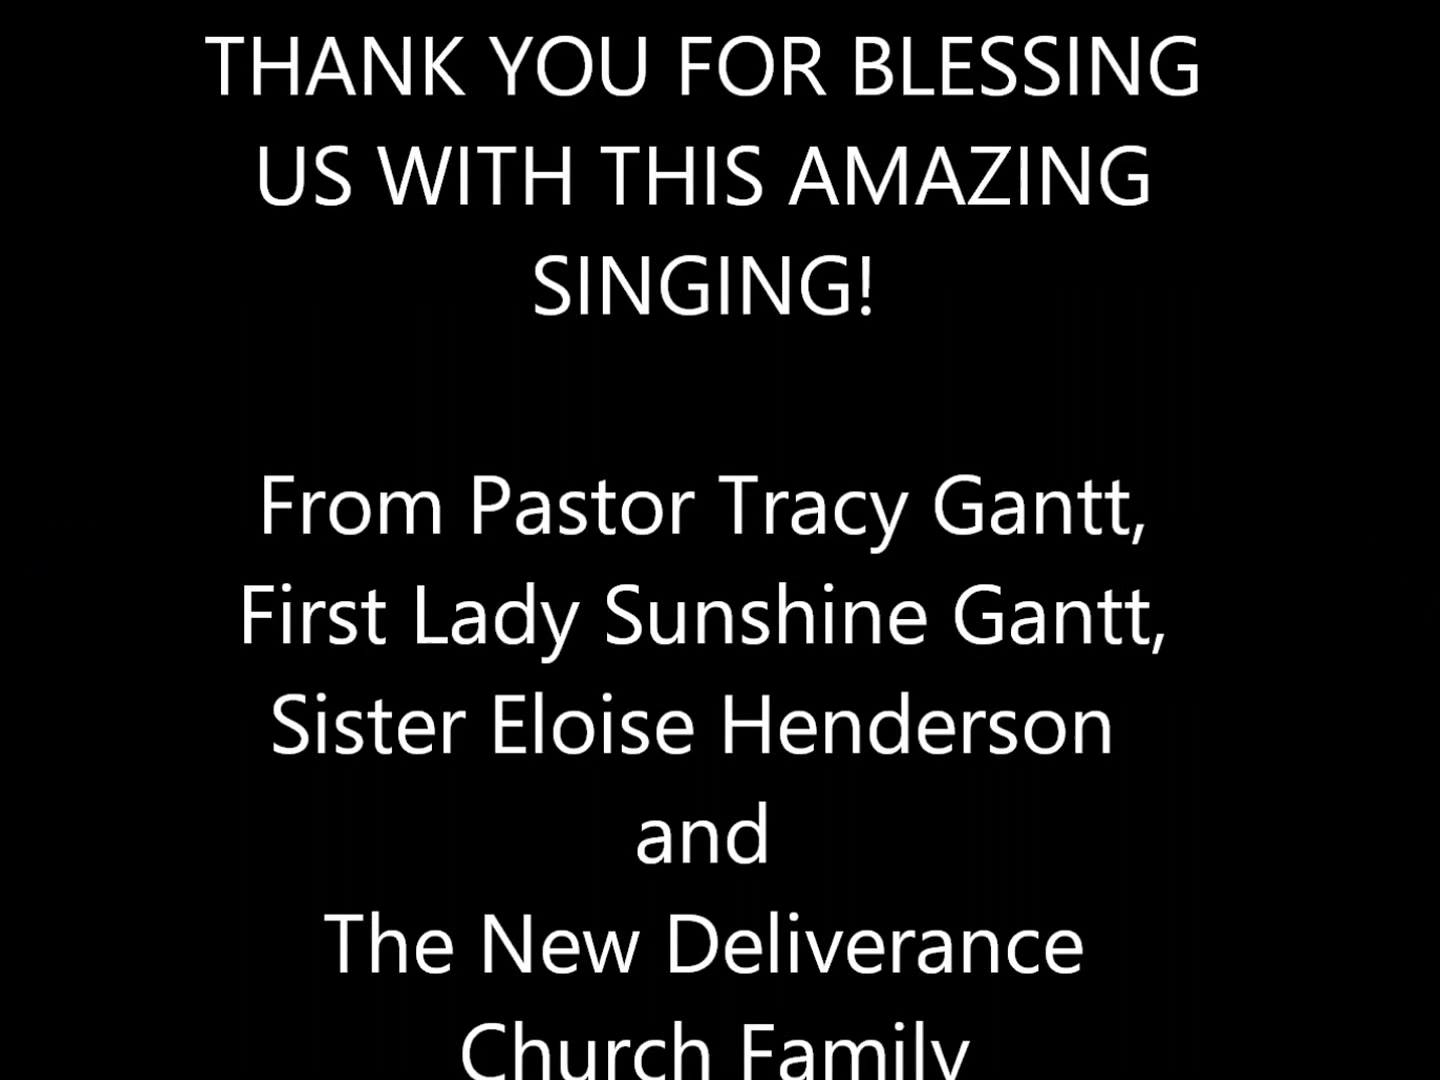 THANK YOU FOR BLESSING
US WITH THIS AMAZING
SINGING!
From Pastor Tracy Gantt,
First Lady Sunshine Gantt,
Sister Eloise Henderson
and
The New Deliverance
Church Family